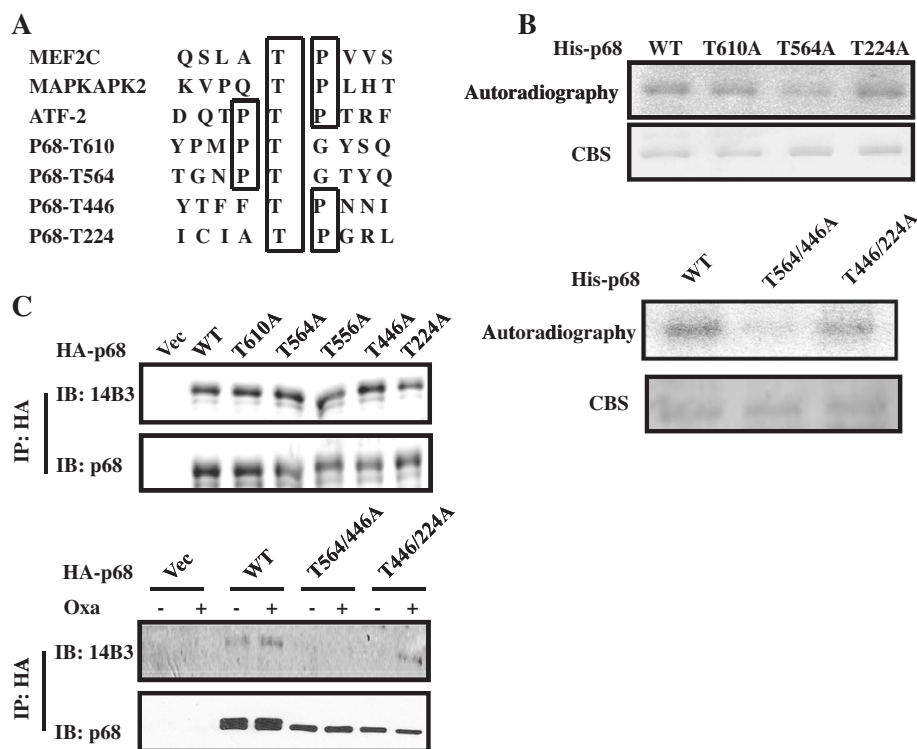 A
MEF2C Q S L A T P V V S
MAPKAPK2 K V P Q T P L H T
ATF-2 D Q T P T P T R F
P68-T610 Y P M P T G Y S Q
P68-T564 T G N P T G T Y Q
P68-T446 Y T F F T P N N I
P68-T224 I C I A T P G R L
B
His-p68 WT T610A T564A T224A
Autoradiography
CBS
His-p68 WT T564/446A T446/224A
Autoradiography
CBS
C
HA-p68 Vec WT T610A T564A T556A T446A T224A
IP: HA
IB: 14B3
IB: p68
HA-p68 Vec WT T564/446A T446/224A
Oxa - + - + - + - +
IP: HA
IB: 14B3
IB: p68